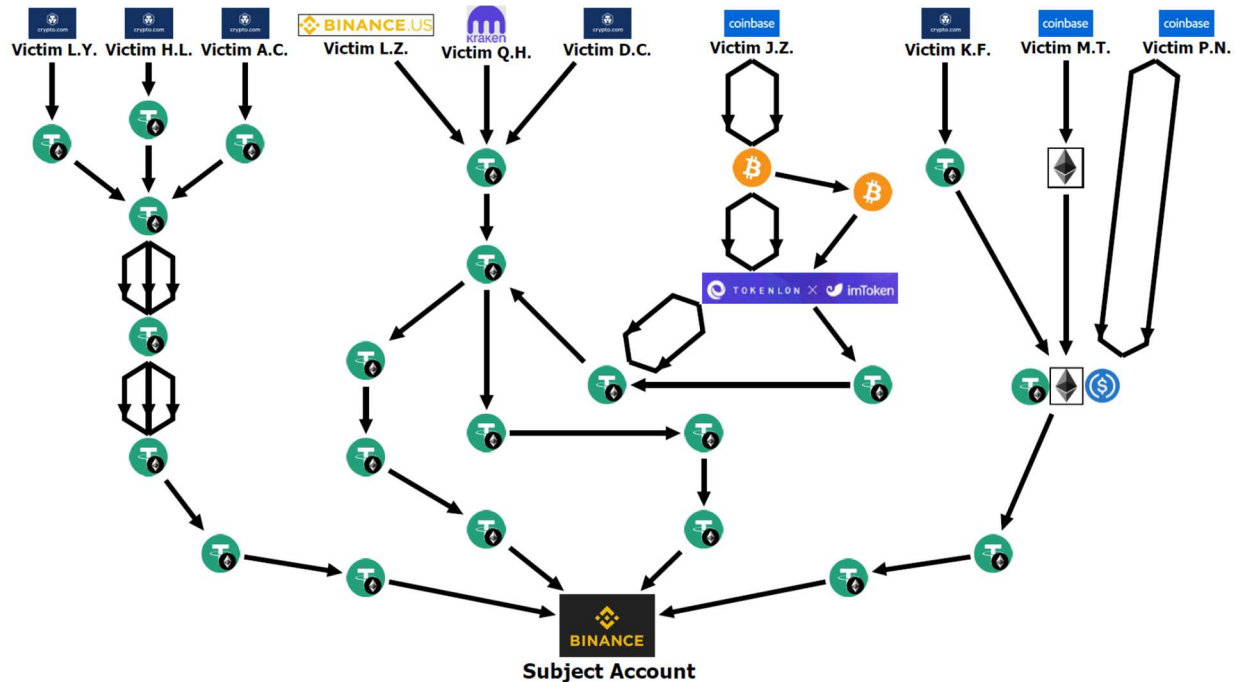 crypto.com
crypto.com
crypto.com
BINANCE.US
kraken
crypto.com
coinbase
crypto.com
coinbase
coinbase
Victim L.Y.
Victim H.L.
Victim A.C.
Victim L.Z.
Victim Q.H.
Victim D.C.
Victim J.Z.
Victim K.F.
Victim M.T.
Victim P.N.
TOKENLON × imToken
BINANCE
Subject Account